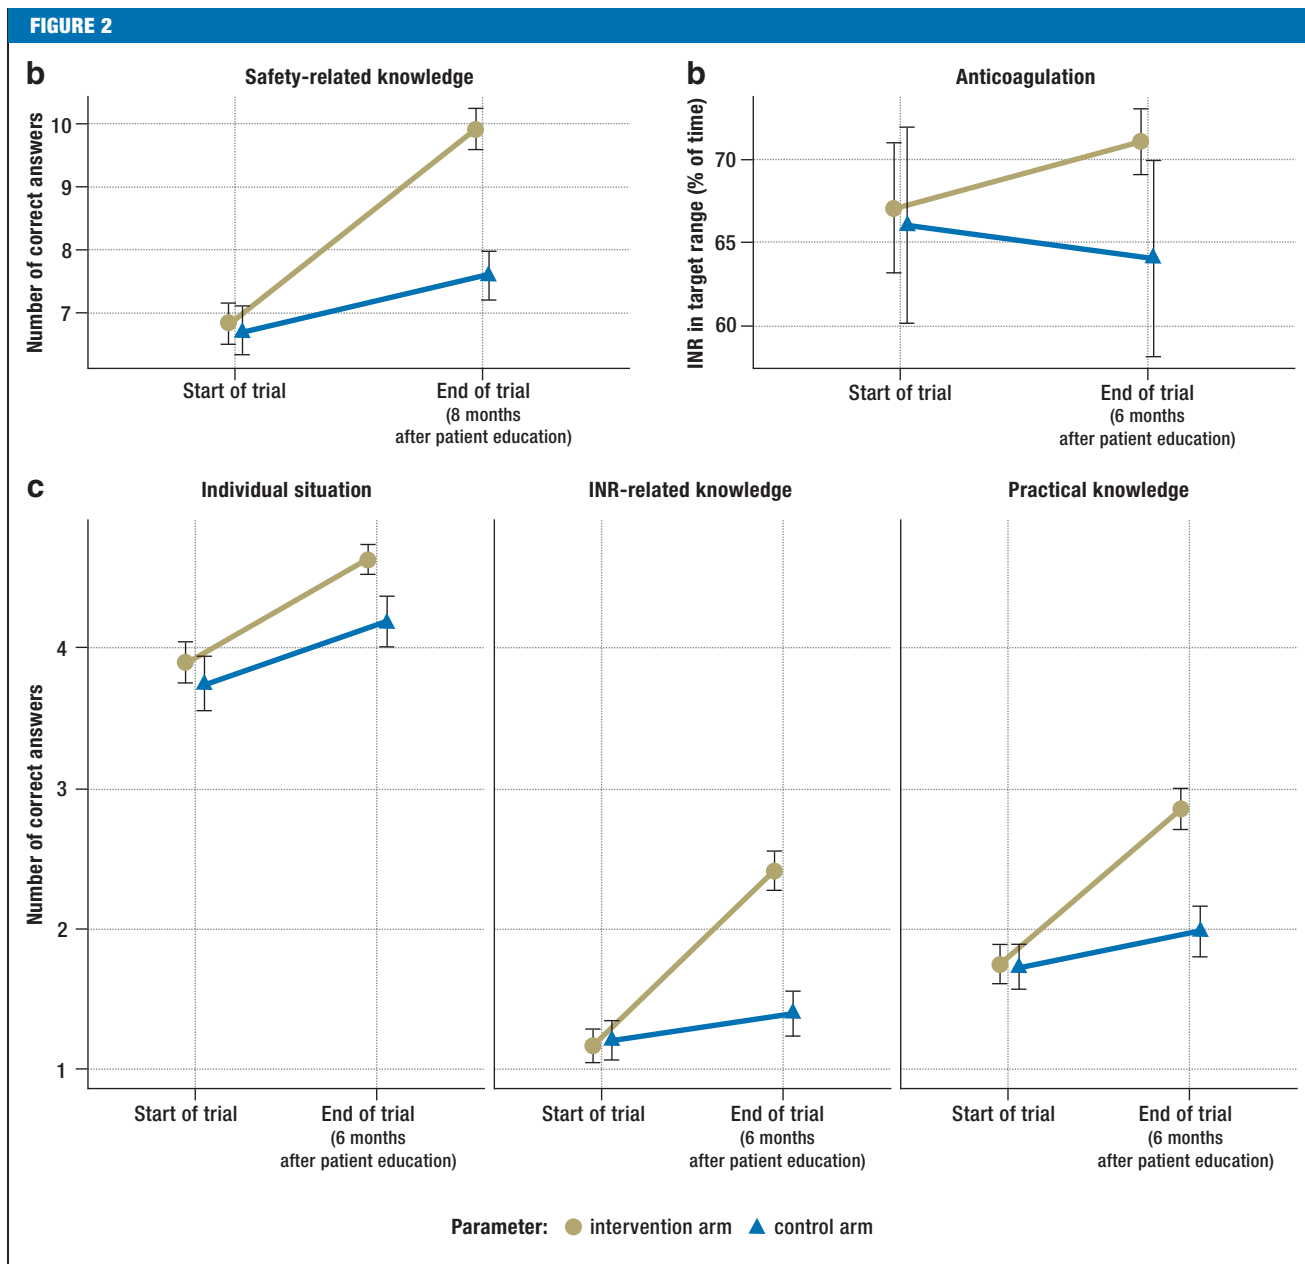 FIGURE 2
b
Safety-related knowledge
Number of correct answers
10
9
8
7
Start of trial
End of trial
(8 months
after patient education)
b
Anticoagulation
INR in target range (% of time)
70
65
60
Start of trial
End of trial
(6 months
after patient education)
c
Number of correct answers
4
3
2
1
Individual situation
Start of trial
End of trial
(6 months
after patient education)
INR-related knowledge
Start of trial
End of trial
(6 months
after patient education)
Practical knowledge
Start of trial
End of trial
(6 months
after patient education)
Parameter: intervention arm control arm